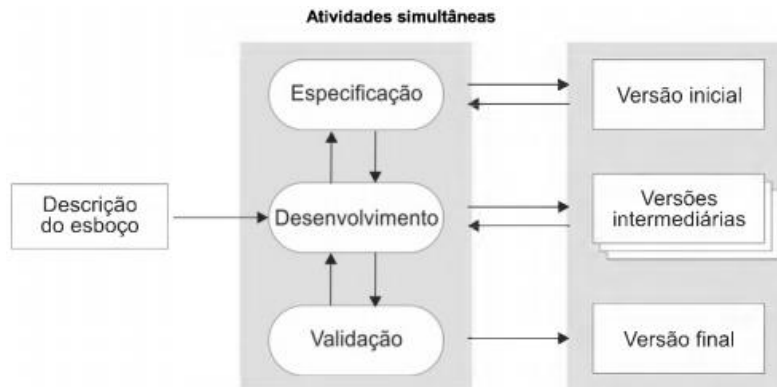 Atividades simultâneas
Especificação
Versão inicial
Descrição
do esboço
Desenvolvimento
Versões
intermediárias
Validação
Versão final